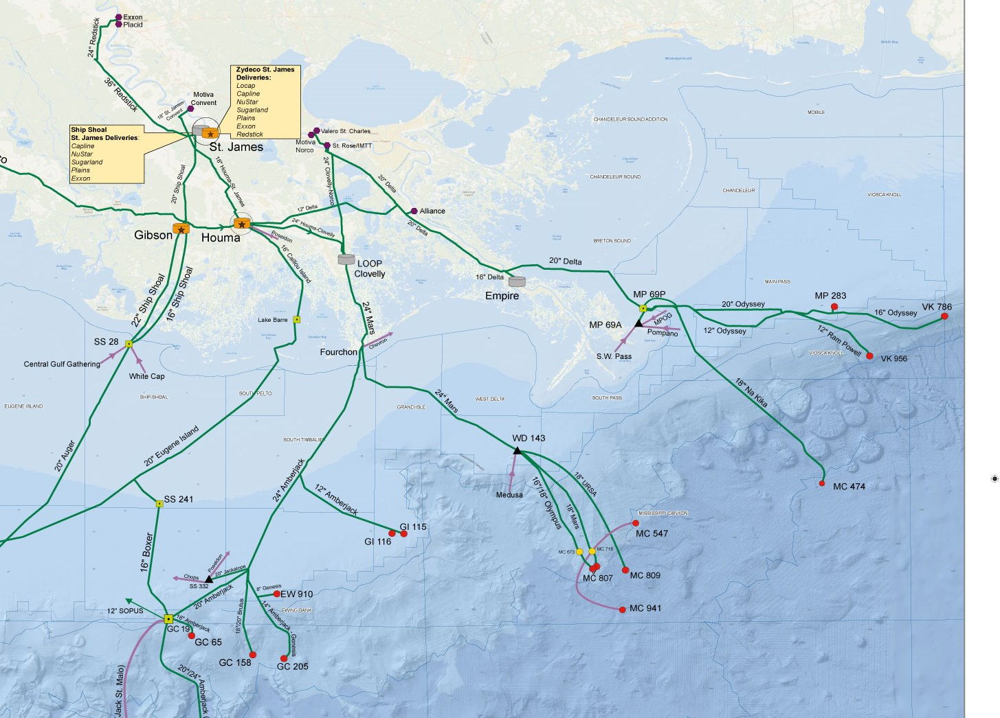 Exxon
Placid
24" Redstick
36" Redstick
Motiva
Convent
18" St. James-
Convent
Zydeco St. James
Deliveries:
Locap
Capline
NuStar
Sugarland
Plains
Exxon
Redstick
Ship Shoal
St. James Deliveries:
Capline
NuStar
Sugarland
Plains
Exxon
St. James
Valero St. Charles
Motiva
Norco
St. Rose/IMTT
20" Ship Shoal
18" Houma-St. James
24" Clovelly-Norco
20" Delta
12" Delta
Alliance
20" Delta
24" Houma-Clovelly
Gibson
Houma
Poseidon
16" Caillou Island
LOOP
Clovelly
16" Delta
Empire
20" Delta
CHANDELEUR SOUND ADDITION
MOBILE
CHANDELEUR SOUND
CHANDELEUR
VIOSCA KNOLL
BRETON SOUND
MAIN PASS
Mississippi Sound
Mobile Bay
22" Ship Shoal
16" Ship Shoal
Lake Barre
24" Mars
MP 69P
MP 69A
MPOG
Pompano
S.W. Pass
20" Odyssey
12" Odyssey
MP 283
16" Odyssey
VK 786
12" Ram Powell
VIOSCA KNOLL
VK 956
SS 28
Central Gulf Gathering
White Cap
Fourchon
Chevron
SHIP SHOAL
SOUTH PELTO
EUGENE ISLAND
GRAND ISLE
24" Mars
WEST DELTA
SOUTH PASS
18" Na Kika
SOUTH TIMBALIER
WD 143
20" Auger
20" Eugene Island
24" Amberjack
Medusa
16"/18" Olympus
18" Mars
18" URSA
MC 474
SS 241
12" Amberjack
GI 115
GI 116
MISSISSIPPI CANYON
MC 547
MC 673
MC 718
MC 807
MC 809
MC 941
16" Boxer
Poseidon
Chops
SS 332
20" Jackalope
20" Amberjack
8" Genesis
EW 910
EWING BANK
12" SOPUS
GC 19
16" Amberjack
GC 65
18"/20" Brutus
14" Amberjack - Genesis
GC 158
GC 205
20"/24" Amberjack (
Jack St. Malo)